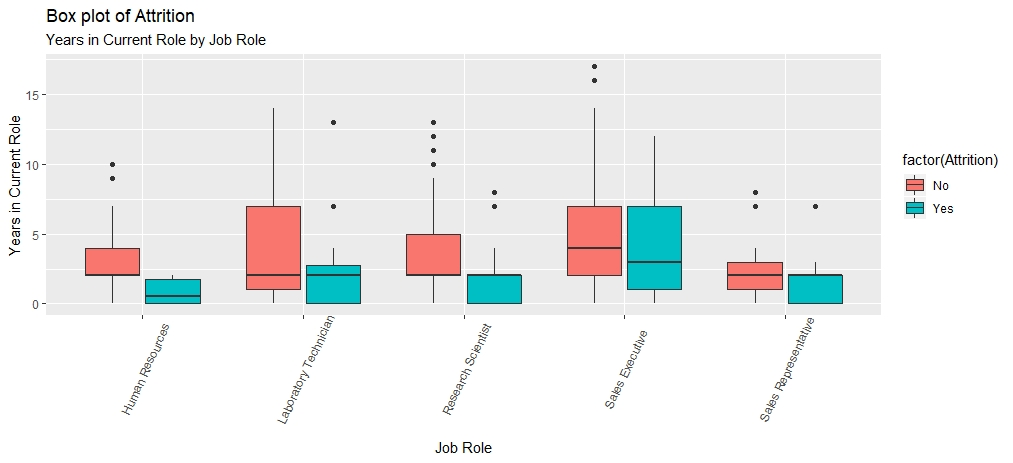 Box plot of Attrition
Years in Current Role by Job Role
Years in Current Role
15
10
5
0
Human Resources
Laboratory Technician
Research Scientist
Sales Executive
Sales Representative
Job Role
factor(Attrition)
No
Yes